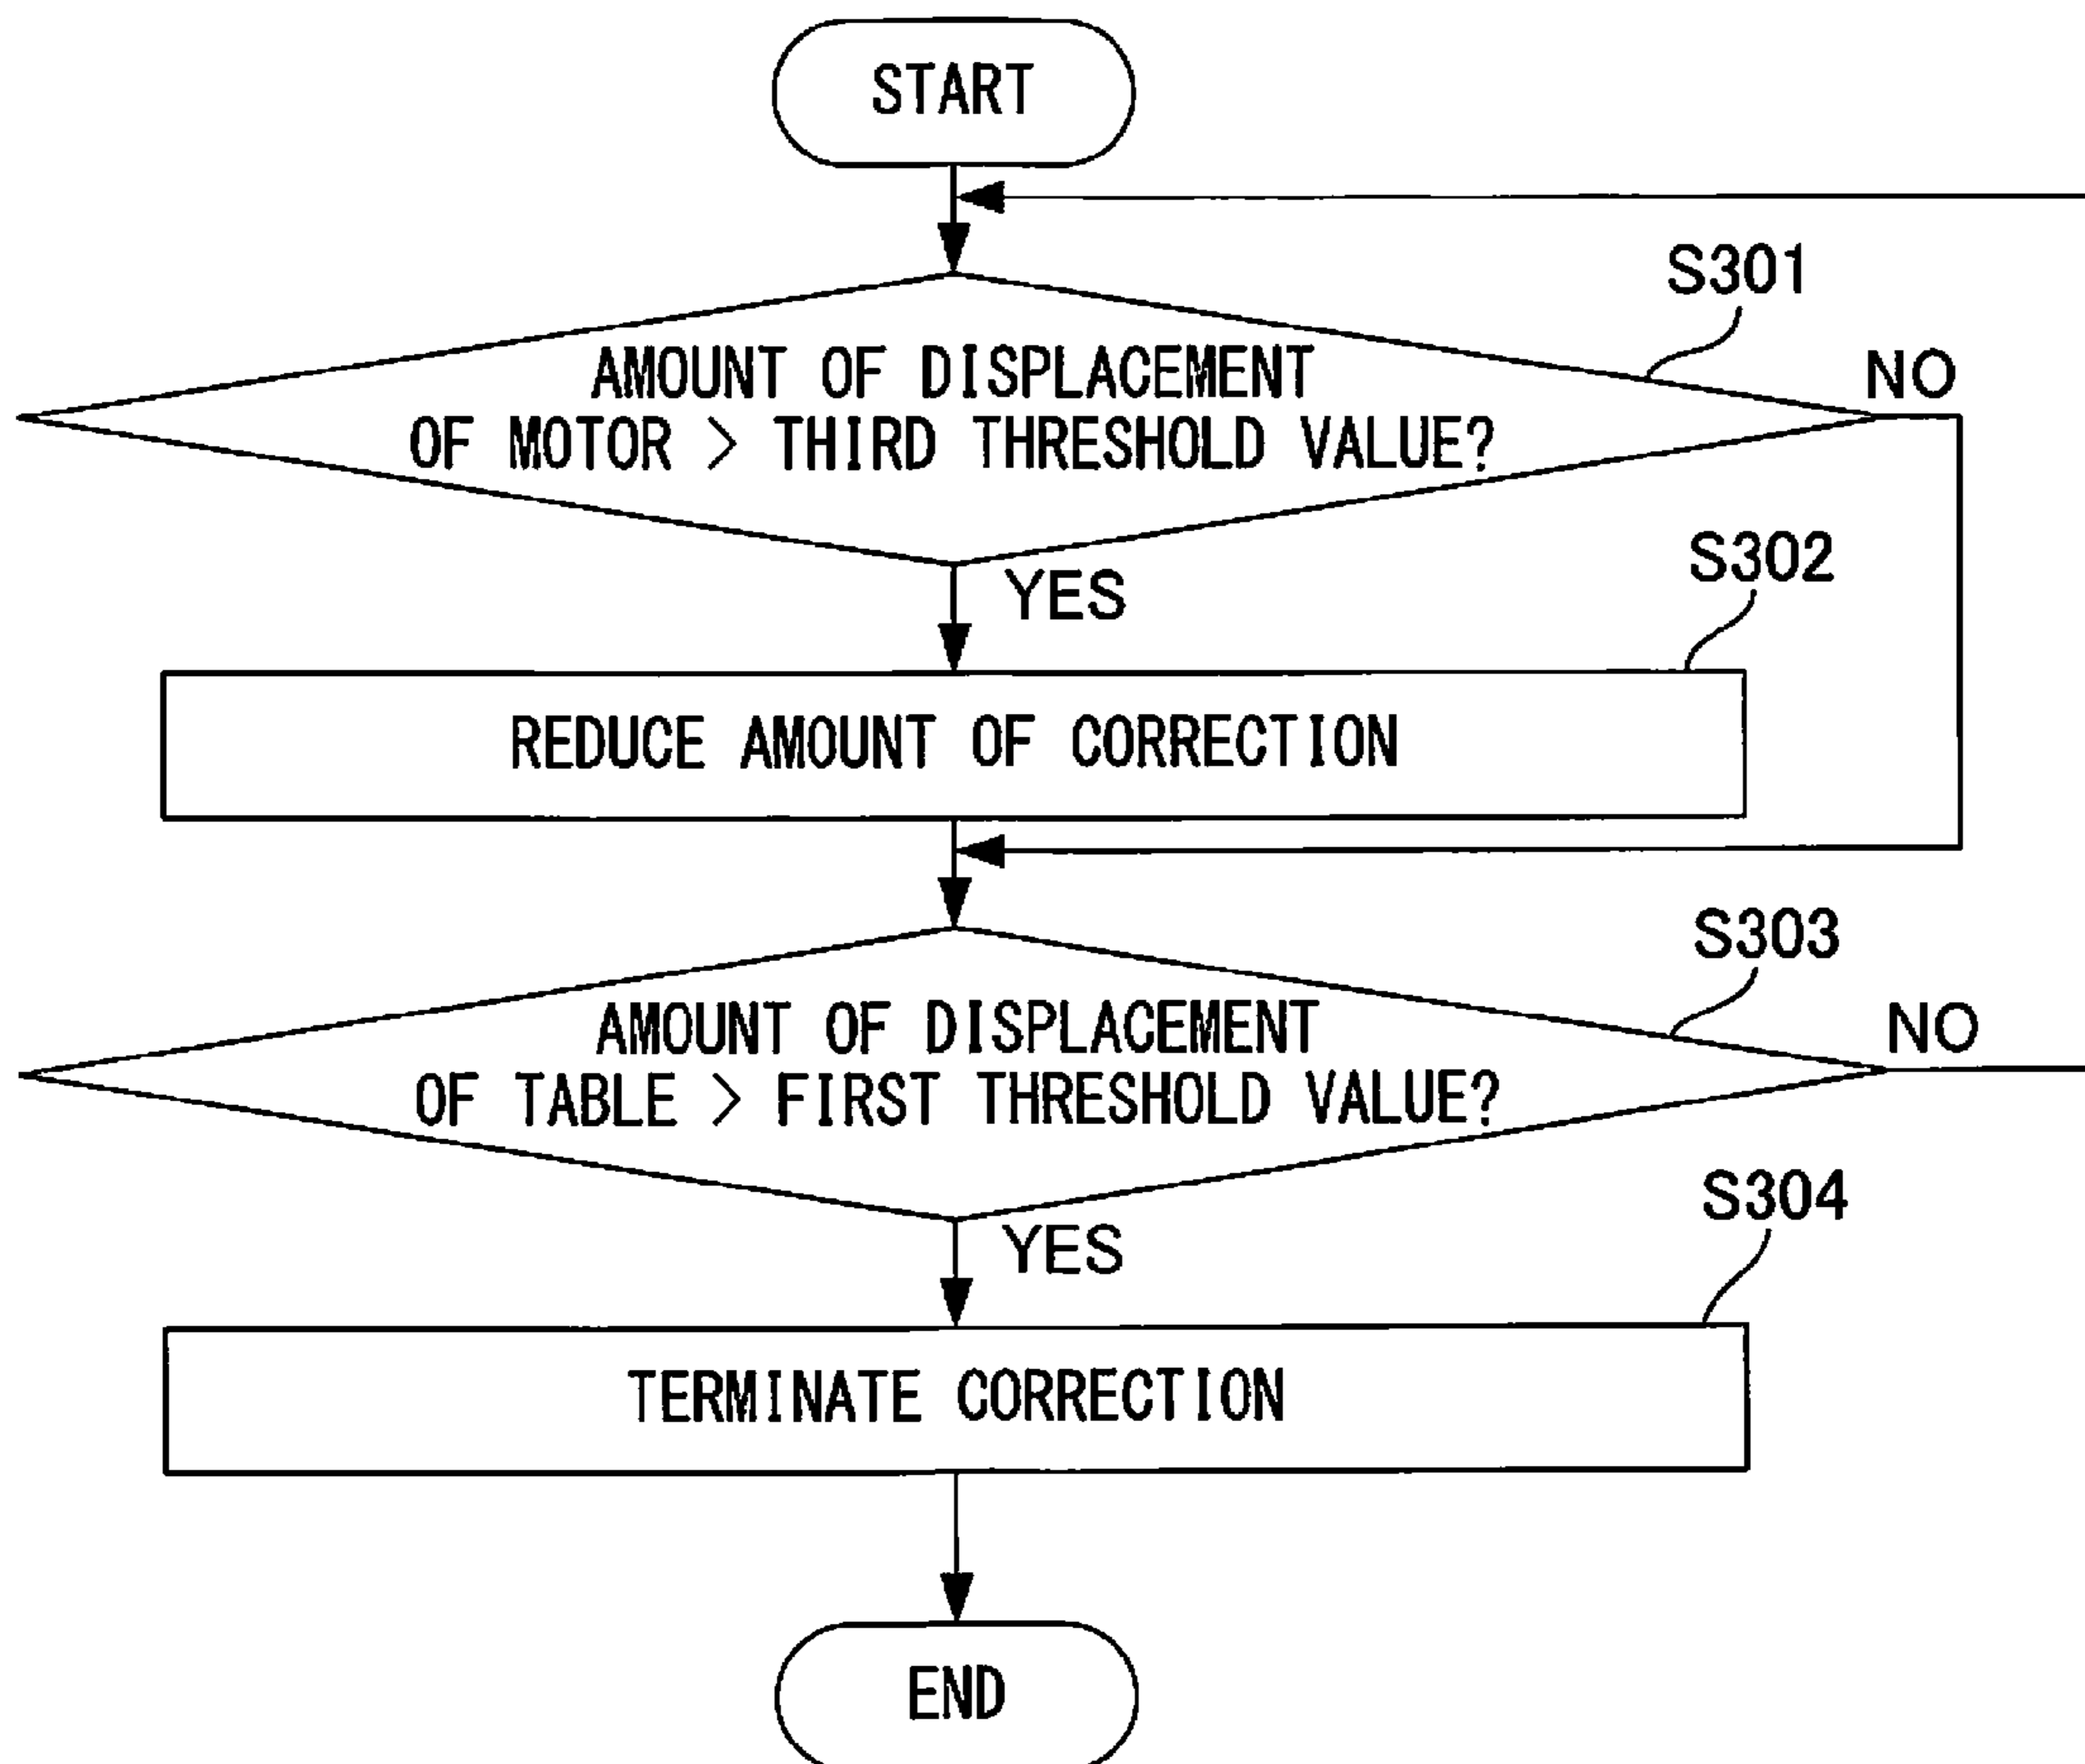 START
S301
AMOUNT OF DISPLACEMENT
OF MOTOR > THIRD THRESHOLD VALUE?
NO
YES
S302
REDUCE AMOUNT OF CORRECTION
S303
AMOUNT OF DISPLACEMENT
OF TABLE > FIRST THRESHOLD VALUE?
NO
YES
S304
TERMINATE CORRECTION
END